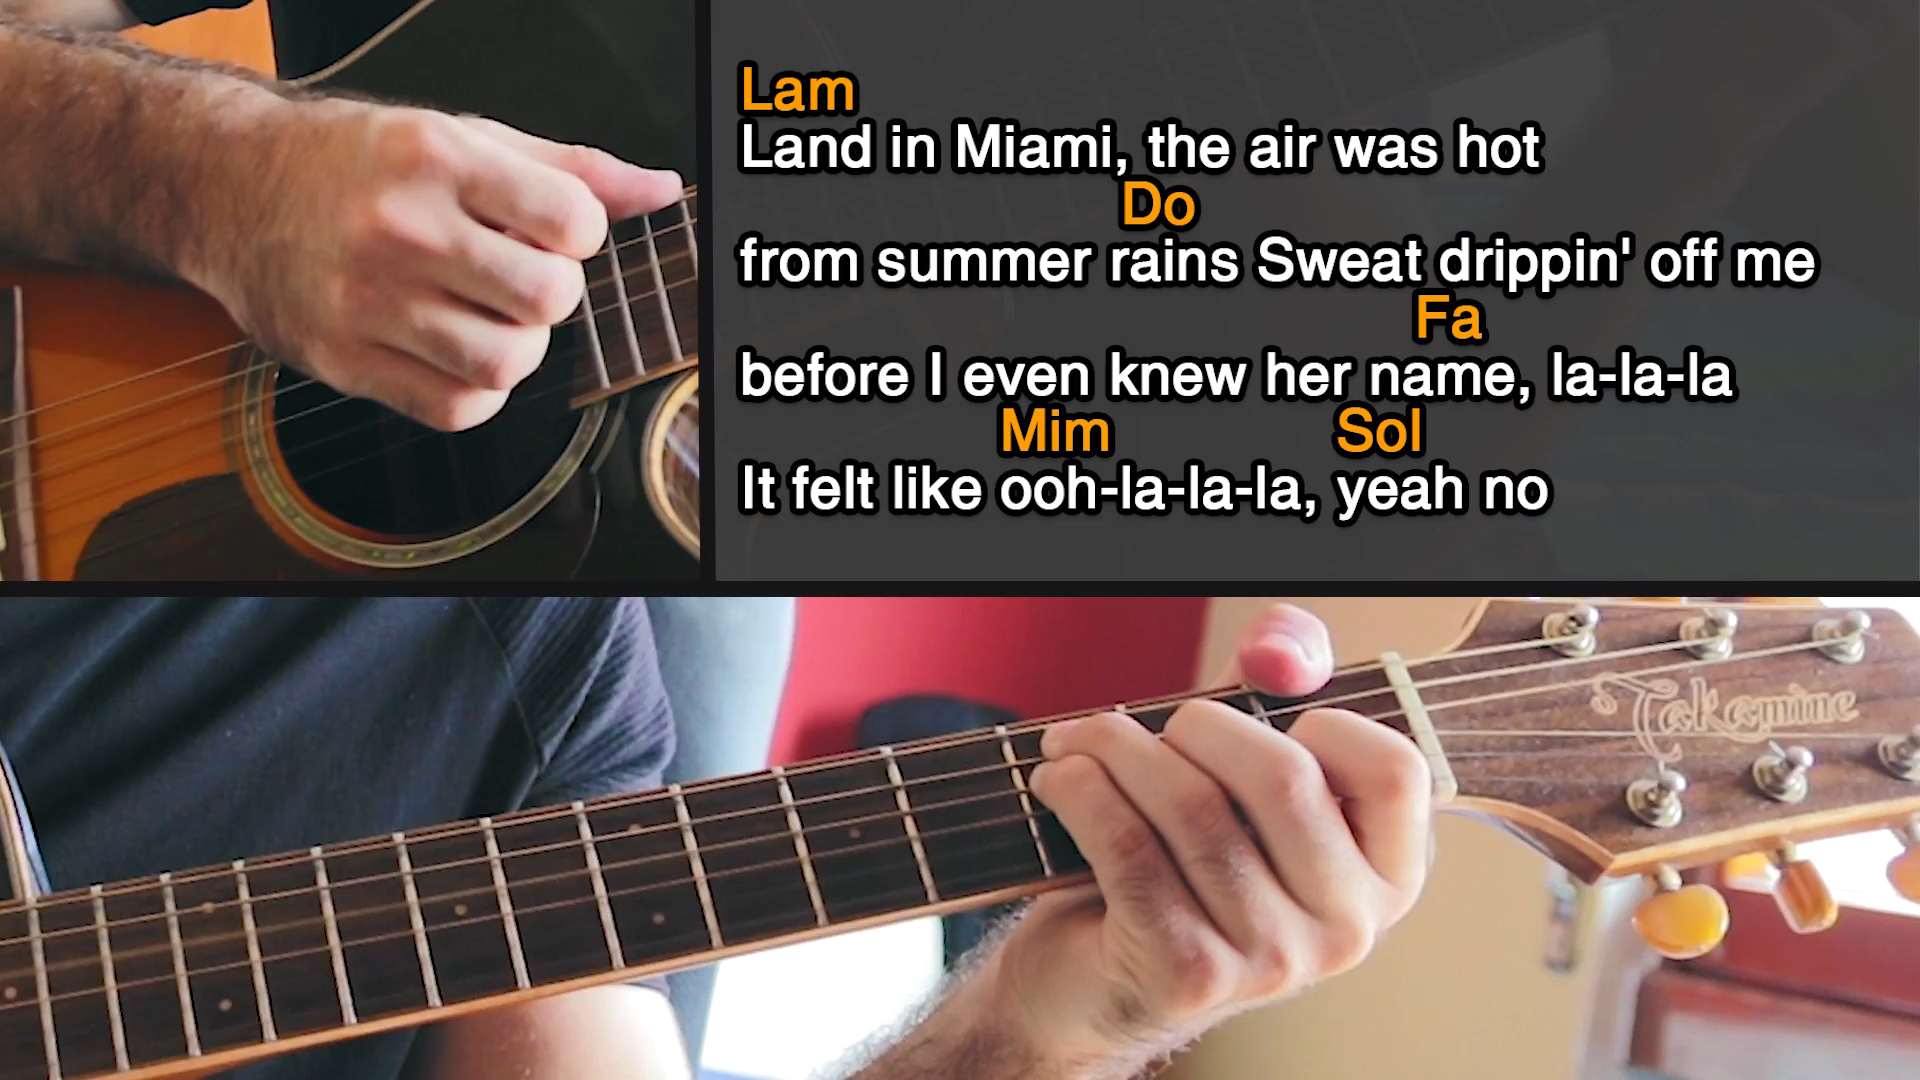 Lam
Land in Miami, the air was hot
Do
from summer rains Sweat drippin' off me
Fa
before I even knew her name, la-la-la
Mim Sol
It felt like ooh-la-la-la, yeah no
Takamine